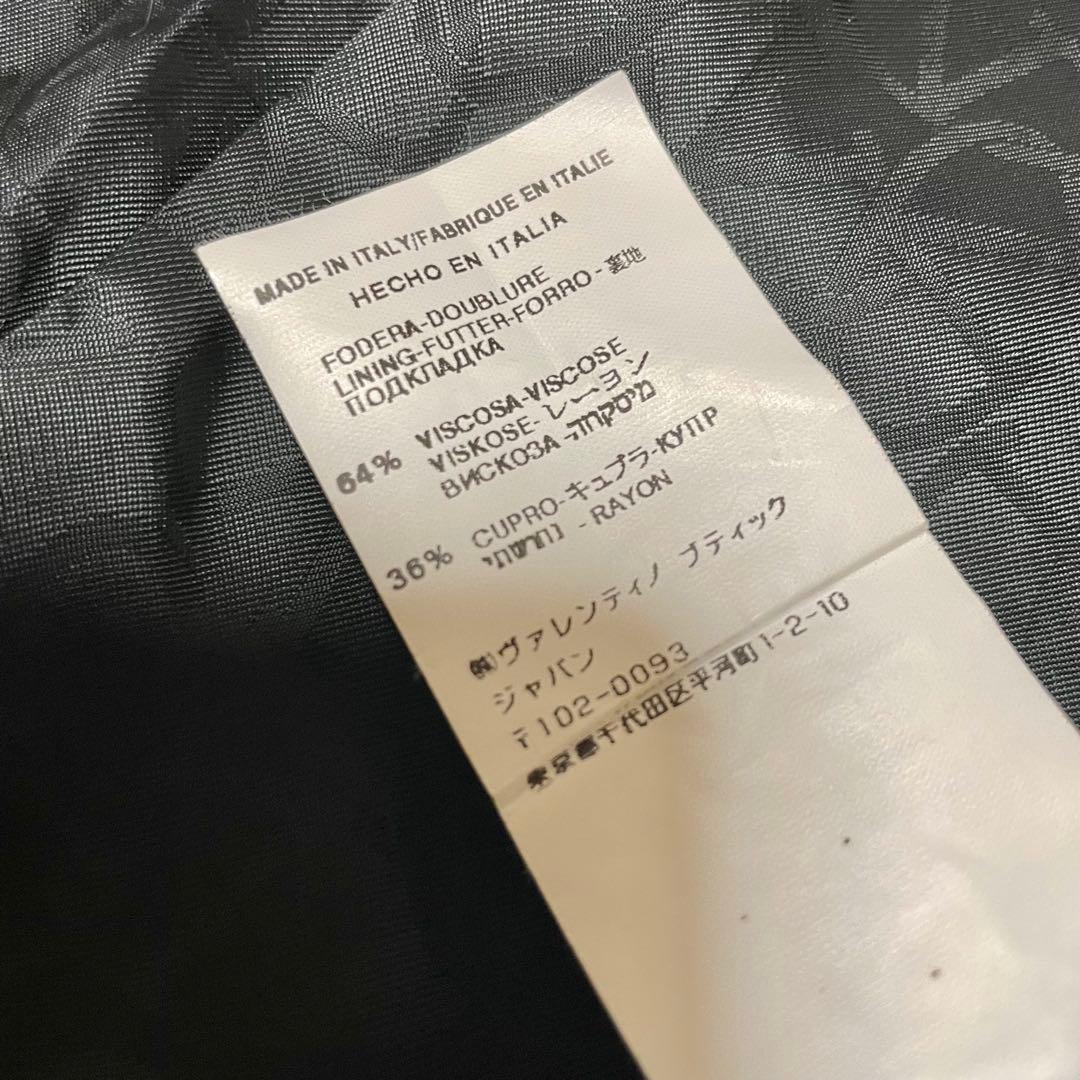 MADE IN ITALY/FABRIQUE EN ITALIE
HECHO EN ITALIA
FODERA-DOUBLURE
LINING-FUTTER-FORRO-裏地
ПОДКЛАДКА
64% VISCOSA-VISCOSE
VISKOSE-レーヨン
ВИСКОЗА-
36% CUPRO-キュプラ-КУПР
-RAYON
㈱ヴァレンティノ ブティック
ジャパン
〒102-0093
東京都千代田区平河町1-2-10